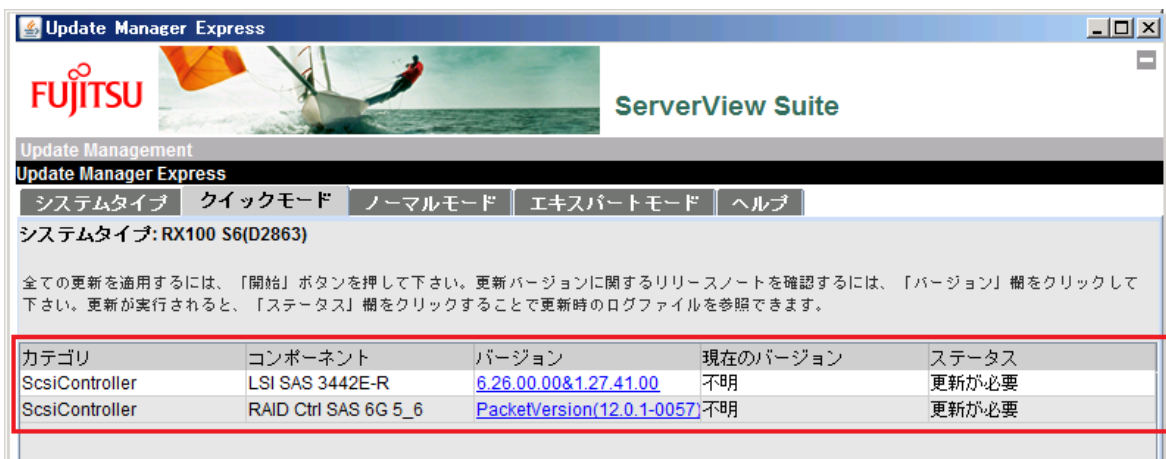 Update Manager Express
FUJITSU
ServerView Suite
Update Management
Update Manager Express
システムタイプ クイックモード ノーマルモード エキスパートモード ヘルプ
システムタイプ: RX100 S6(D2863)
全ての更新を適用するには、「開始」ボタンを押して下さい。更新バージョンに関するリリースノートを確認するには、「バージョン」欄をクリックして
下さい。更新が実行されると、「ステータス」欄をクリックすることで更新時のログファイルを参照できます。
カテゴリ コンポーネント バージョン 現在のバージョン ステータス
ScsiController LSI SAS 3442E-R 6.26.00.00&1.27.41.00 不明 更新が必要
ScsiController RAID Ctrl SAS 6G 5_6 PacketVersion(12.0.1-0057) 不明 更新が必要